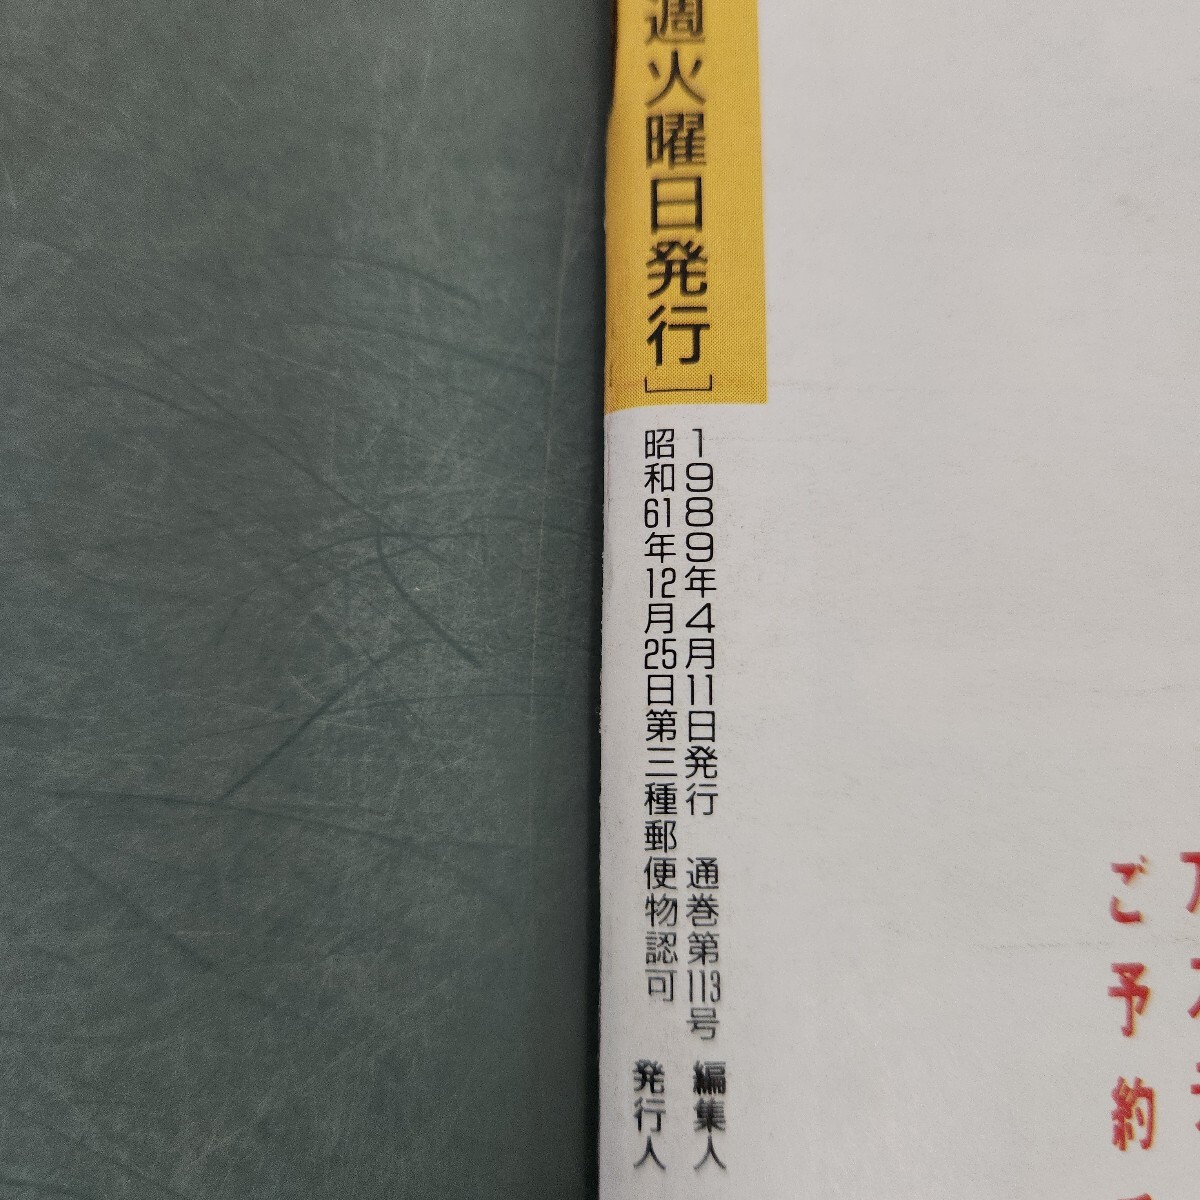 週火曜日発行]
1989年4月11日発行 通巻第113号 編集人
昭和61年12月25日第三種郵便物認可 発行人
ご予約